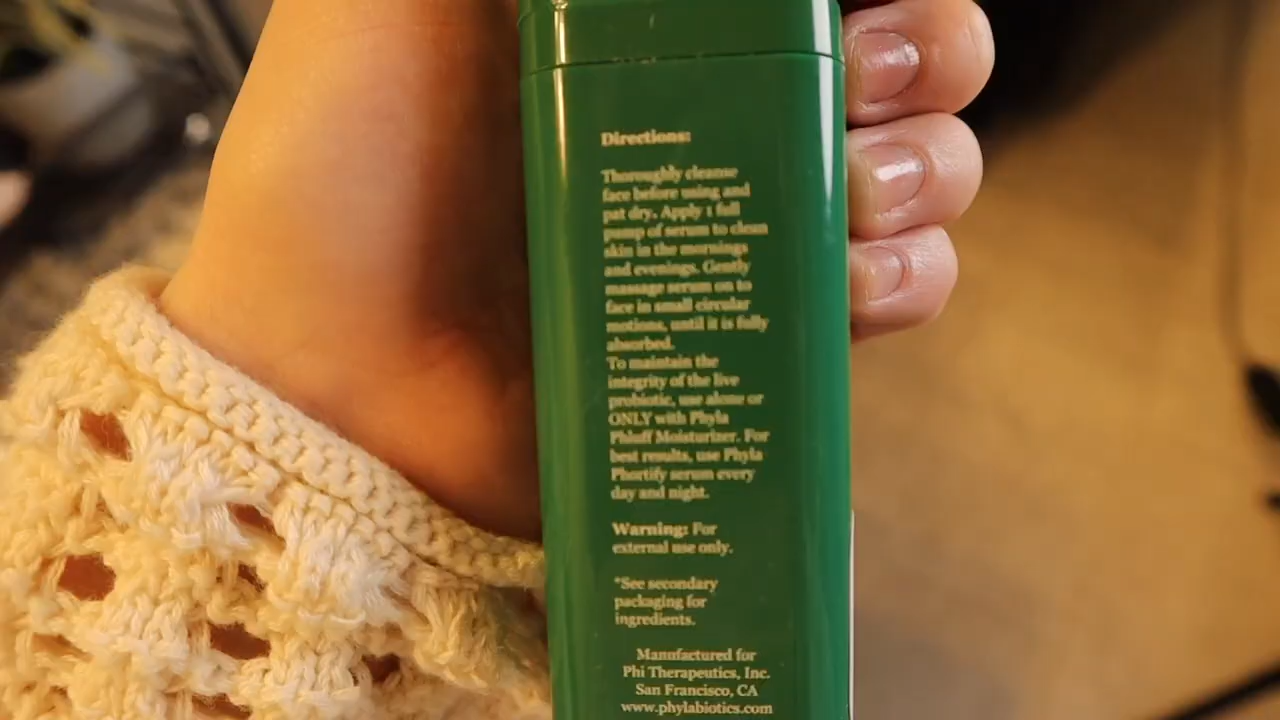 Directions:
Thoroughly cleanse
face before using and
pat dry. Apply 1 full
pump of serum to clean
skin in the mornings
and evenings. Gently
massage serum on to
face in small circular
motions, until it is fully
absorbed.
To maintain the
integrity of the live
probiotic, use alone or
ONLY with Phyla
Phluff Moisturizer. For
best results, use Phyla
Phortify serum every
day and night.
Warning: For
external use only.
*See secondary
packaging for
ingredients.
Manufactured for
Phi Therapeutics, Inc.
San Francisco, CA
www.phylabiotics.com